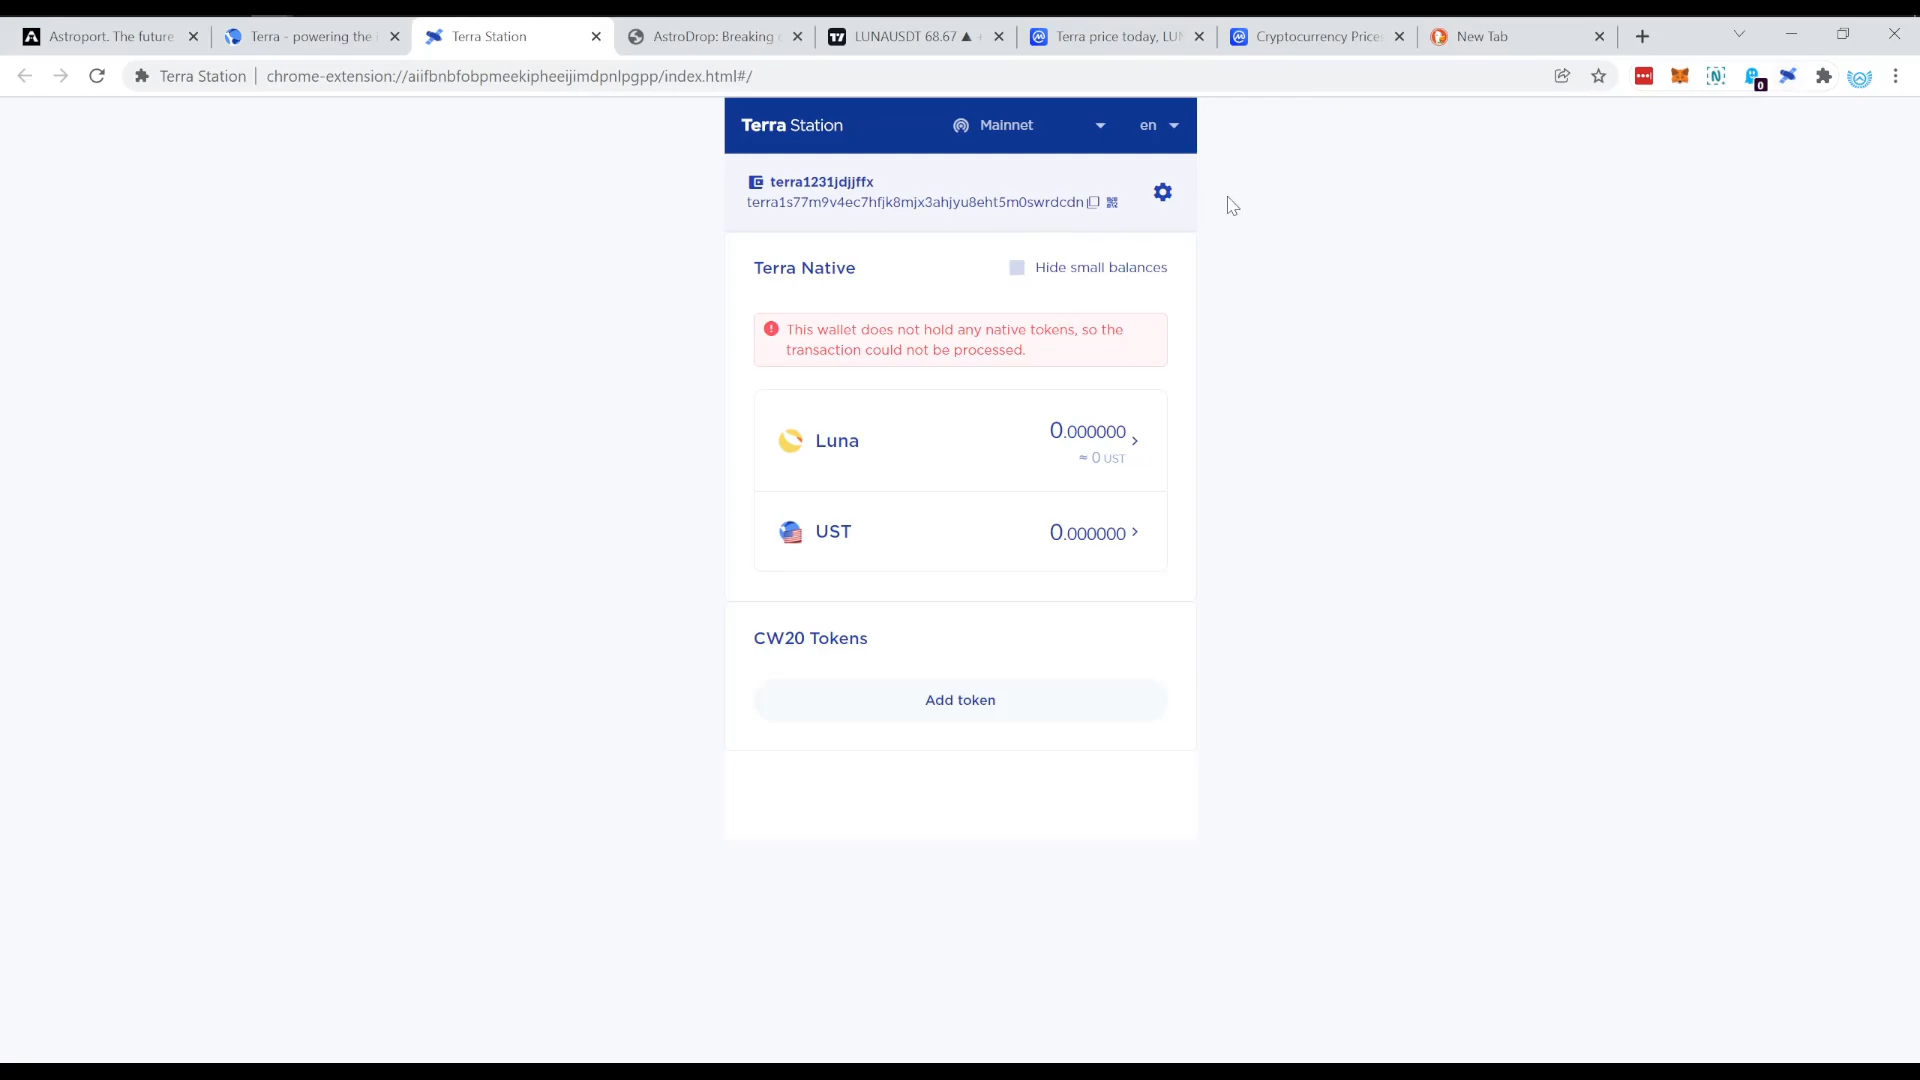 Astroport. The future
Terra - powering the i
Terra Station
AstroDrop: Breaking
LUNAUSDT 68.67 ▲ +
Terra price today, LUN
Cryptocurrency Prices
New Tab
Terra Station | chrome-extension://aiifbnbfobpmeekipheeijimdpnlpgpp/index.html#/
0
Terra Station
Mainnet
en
terra1231jdjjffx
terra1s77m9v4ec7hfjk8mjx3ahjyu8eht5m0swrdcdn
Terra Native
Hide small balances
This wallet does not hold any native tokens, so the
transaction could not be processed.
Luna
0.000000
≈ 0 UST
UST
0.000000
CW20 Tokens
Add token